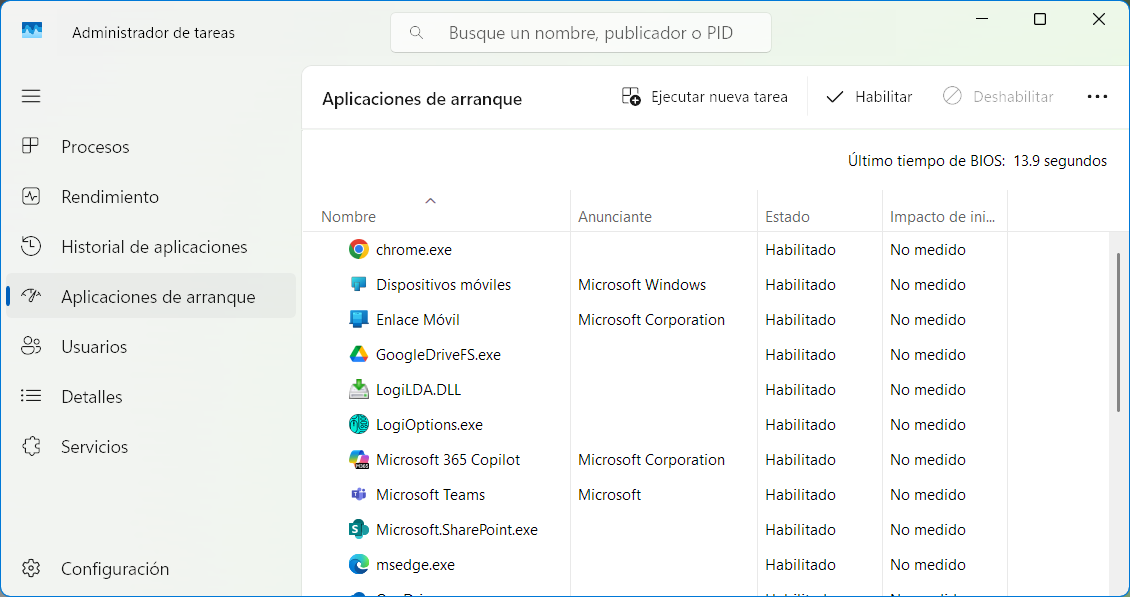 Administrador de tareas
Busque un nombre, publicador o PID
Aplicaciones de arranque
Ejecutar nueva tarea
Habilitar
Deshabilitar
Procesos
Rendimiento
Historial de aplicaciones
Aplicaciones de arranque
Usuarios
Detalles
Servicios
Configuración
Último tiempo de BIOS: 13.9 segundos
Nombre Anunciante Estado Impacto de ini...
chrome.exe Habilitado No medido
Dispositivos móviles Microsoft Windows Habilitado No medido
Enlace Móvil Microsoft Corporation Habilitado No medido
GoogleDriveFS.exe Habilitado No medido
LogiLDA.DLL Habilitado No medido
LogiOptions.exe Habilitado No medido
Microsoft 365 Copilot Microsoft Corporation Habilitado No medido
Microsoft Teams Microsoft Habilitado No medido
Microsoft.SharePoint.exe Habilitado No medido
msedge.exe Habilitado No medido